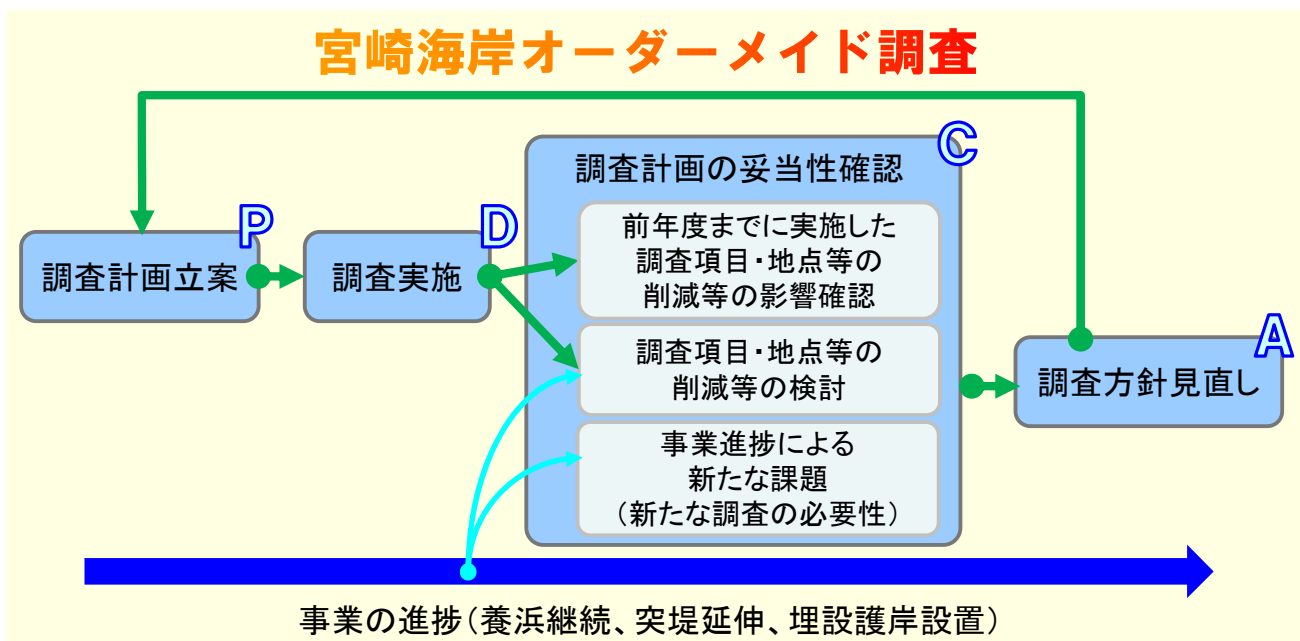 宮崎海岸オーダーメイド調査
P
調査計画立案
D
調査実施
C
調査計画の妥当性確認
前年度までに実施した
調査項目・地点等の
削減等の影響確認
調査項目・地点等の
削減等の検討
事業進捗による
新たな課題
（新たな調査の必要性）
A
調査方針見直し
事業の進捗（養浜継続、突堤延伸、埋設護岸設置）